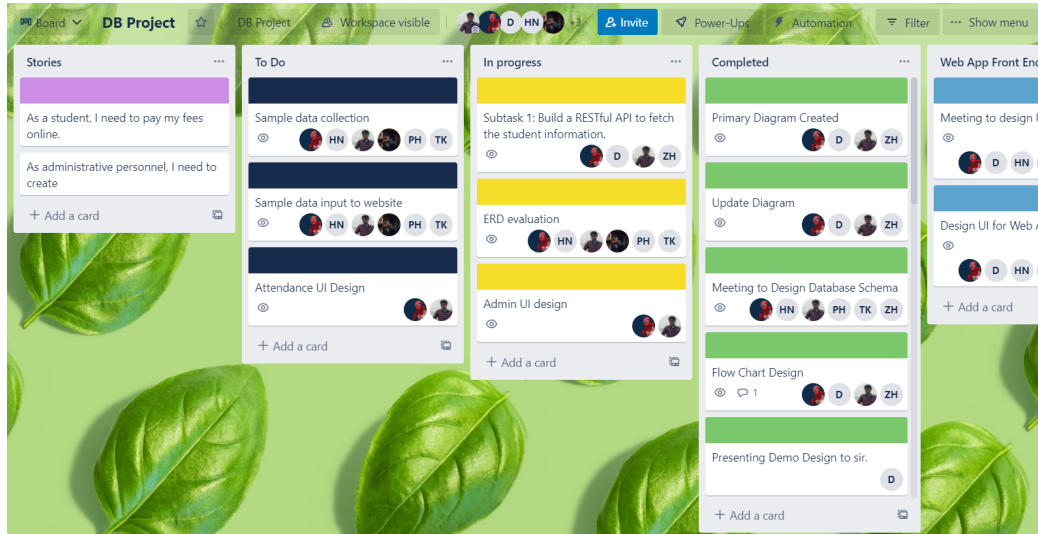 Board
DB Project
DB Project
Workspace visible
D
HN
+3
Invite
Power-Ups
Automation
Filter
··· Show menu
Stories
As a student, I need to pay my fees
online.
As administrative personnel, I need to
create
+ Add a card
To Do
Sample data collection
HN PH TK
Sample data input to website
HN PH TK
Attendance UI Design
+ Add a card
In progress
Subtask 1: Build a RESTful API to fetch
the student information.
D ZH
ERD evaluation
HN PH TK
Admin UI design
+ Add a card
Completed
Primary Diagram Created
D ZH
Update Diagram
D ZH
Meeting to Design Database Schema
HN PH TK ZH
Flow Chart Design
1 D ZH
Presenting Demo Design to sir.
D
+ Add a card
Web App Front End
Meeting to design
D HN
Design UI for Web
D HN
+ Add a card